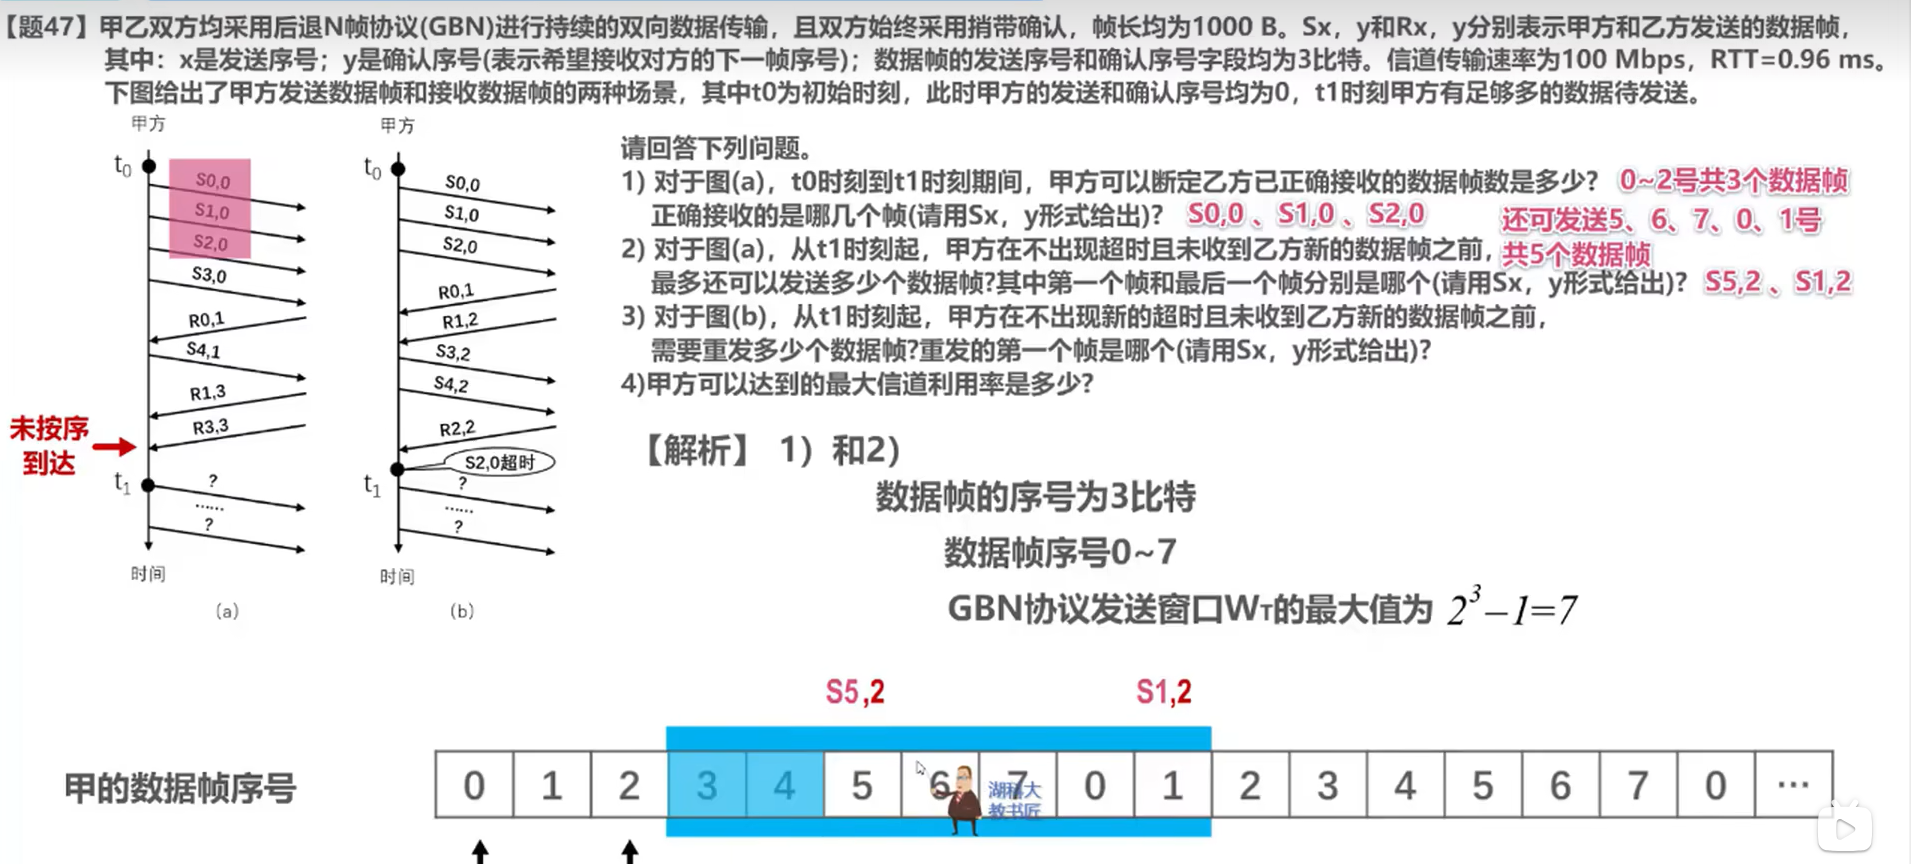 【题47】甲乙双方均采用后退N帧协议(GBN)进行持续的双向数据传输，且双方始终采用捎带确认，帧长均为1000 B。Sx，y和Rx，y分别表示甲方和乙方发送的数据帧，
其中：x是发送序号；y是确认序号(表示希望接收对方的下一帧序号)；数据帧的发送序号和确认序号字段均为3比特。信道传输速率为100 Mbps，RTT=0.96 ms。
下图给出了甲方发送数据帧和接收数据帧的两种场景，其中t0为初始时刻，此时甲方的发送和确认序号均为0，t1时刻甲方有足够多的数据待发送。
甲方
t0
S0,0
S1,0
S2,0
S3,0
R0,1
S4,1
R1,3
R3,3
未按序
到达
t1
?
……
?
时间
(a)
甲方
t0
S0,0
S1,0
S2,0
R0,1
R1,2
S3,2
S4,2
R2,2
S2,0超时
t1
?
……
?
时间
(b)
请回答下列问题。
1) 对于图(a)，t0时刻到t1时刻期间，甲方可以断定乙方已正确接收的数据帧数是多少？ 0~2号共3个数据帧
正确接收的是哪几个帧(请用Sx，y形式给出)？ S0,0 、S1,0 、S2,0 还可发送5、6、7、0、1号
2) 对于图(a)，从t1时刻起，甲方在不出现超时且未收到乙方新的数据帧之前，共5个数据帧
最多还可以发送多少个数据帧?其中第一个帧和最后一个帧分别是哪个(请用Sx，y形式给出)？ S5,2 、S1,2
3) 对于图(b)，从t1时刻起，甲方在不出现新的超时且未收到乙方新的数据帧之前，
需要重发多少个数据帧?重发的第一个帧是哪个(请用Sx，y形式给出)?
4)甲方可以达到的最大信道利用率是多少?
【解析】 1）和2）
数据帧的序号为3比特
数据帧序号0~7
GBN协议发送窗口WT的最大值为 2³−1=7
S5,2 S1,2
甲的数据帧序号 0 1 2 3 4 5 6 7 0 1 2 3 4 5 6 7 0 …
湖科大
教书匠